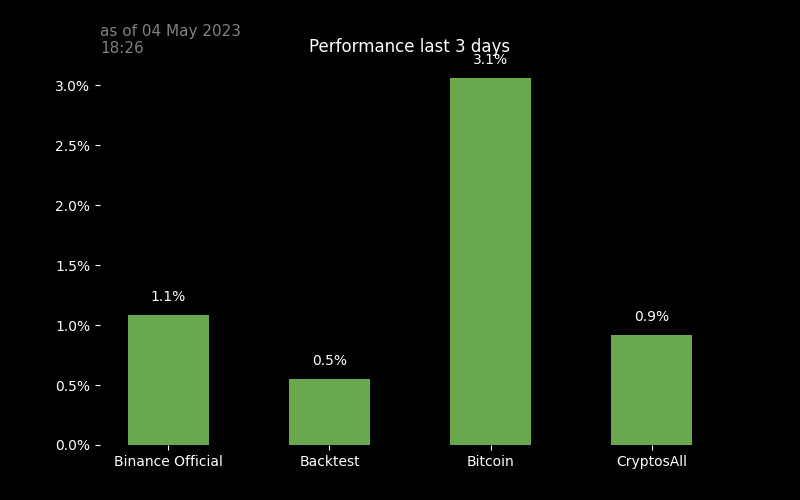 as of 04 May 2023
18:26
Performance last 3 days
3.1%
3.0%
2.5%
2.0%
1.5%
1.1%
1.0%
0.9%
0.5%
0.5%
0.0%
Binance Official
Backtest
Bitcoin
CryptosAll